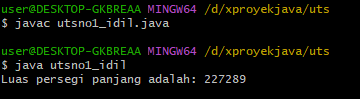 user@DESKTOP-GKBREAA MINGW64 /d/xproyekjava/uts
$ javac utsno1_idil.java
user@DESKTOP-GKBREAA MINGW64 /d/xproyekjava/uts
$ java utsno1_idil
Luas persegi panjang adalah: 227289